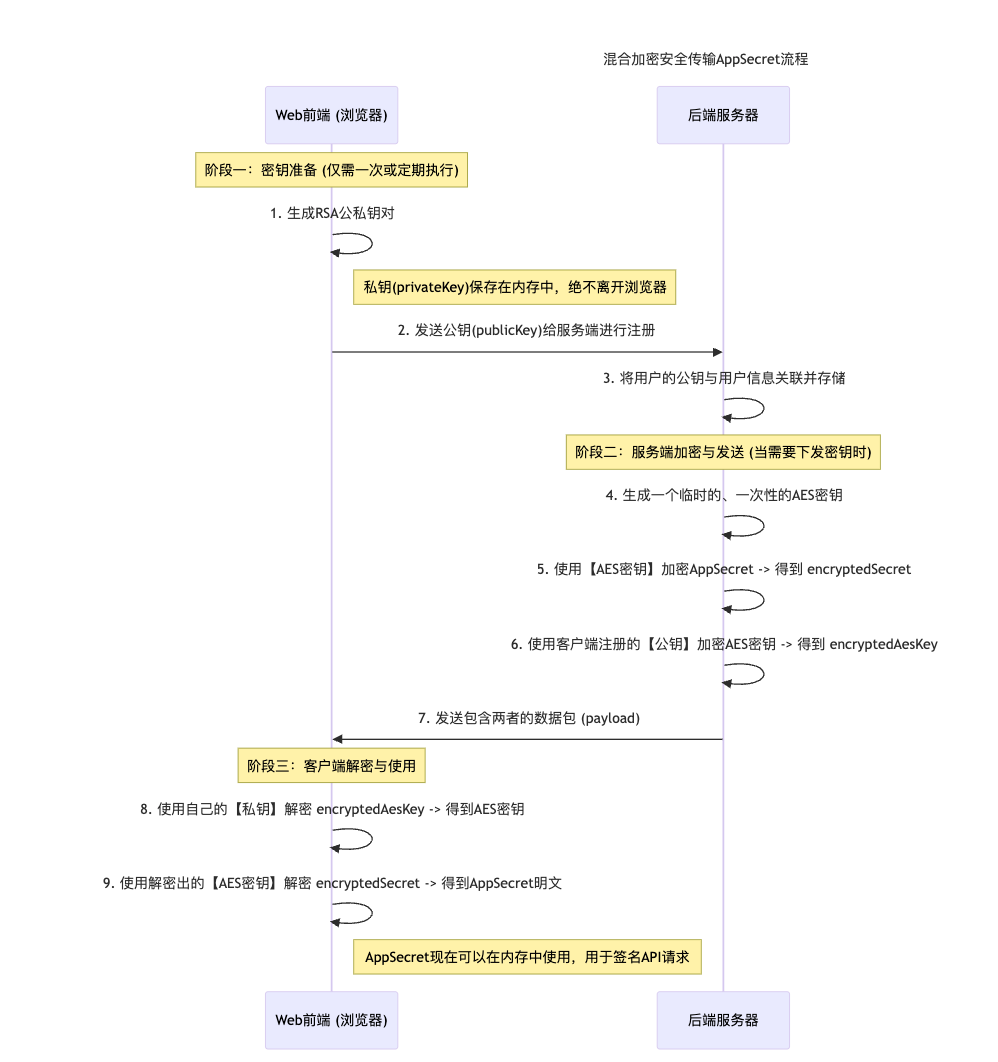 混合加密安全传输AppSecret流程
Web前端 (浏览器)
后端服务器
阶段一：密钥准备 (仅需一次或定期执行)
1. 生成RSA公私钥对
私钥(privateKey)保存在内存中，绝不离开浏览器
2. 发送公钥(publicKey)给服务端进行注册
3. 将用户的公钥与用户信息关联并存储
阶段二：服务端加密与发送 (当需要下发密钥时)
4. 生成一个临时的、一次性的AES密钥
5. 使用【AES密钥】加密AppSecret -> 得到 encryptedSecret
6. 使用客户端注册的【公钥】加密AES密钥 -> 得到 encryptedAesKey
7. 发送包含两者的数据包 (payload)
阶段三：客户端解密与使用
8. 使用自己的【私钥】解密 encryptedAesKey -> 得到AES密钥
9. 使用解密出的【AES密钥】解密 encryptedSecret -> 得到AppSecret明文
AppSecret现在可以在内存中使用，用于签名API请求
Web前端 (浏览器)
后端服务器